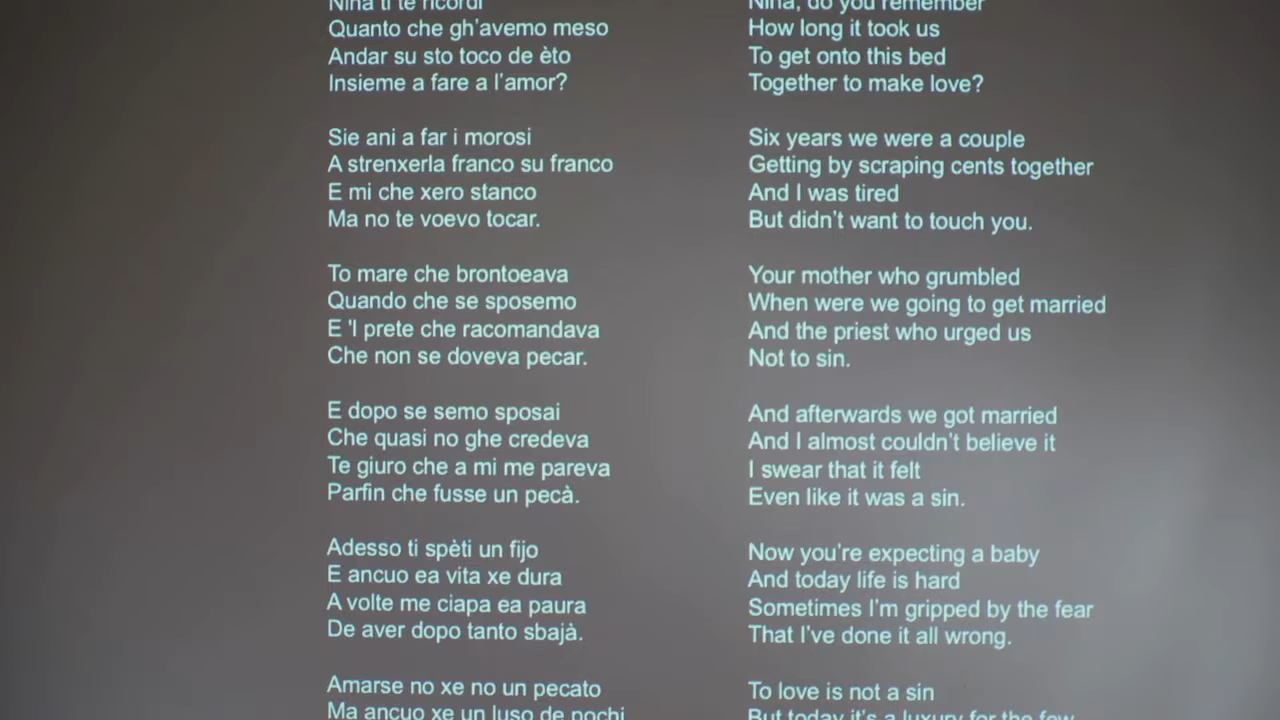 Nina ti te ricordi
Quanto che gh'avemo meso
Andar su sto toco de èto
Insieme a fare a l'amor?
Sie ani a far i morosi
A strenxerla franco su franco
E mi che xero stanco
Ma no te voevo tocar.
To mare che brontoeava
Quando che se sposemo
E 'l prete che racomandava
Che non se doveva pecar.
E dopo se semo sposai
Che quasi no ghe credeva
Te giuro che a mi me pareva
Parfin che fusse un pecà.
Adesso ti spèti un fijo
E ancuo ea vita xe dura
A volte me ciapa ea paura
De aver dopo tanto sbajà.
Amarse no xe no un pecato
Ma ancuo xe un luso de pochi
Nina, do you remember
How long it took us
To get onto this bed
Together to make love?
Six years we were a couple
Getting by scraping cents together
And I was tired
But didn't want to touch you.
Your mother who grumbled
When were we going to get married
And the priest who urged us
Not to sin.
And afterwards we got married
And I almost couldn't believe it
I swear that it felt
Even like it was a sin.
Now you're expecting a baby
And today life is hard
Sometimes I'm gripped by the fear
That I've done it all wrong.
To love is not a sin
But today it's a luxury for the few